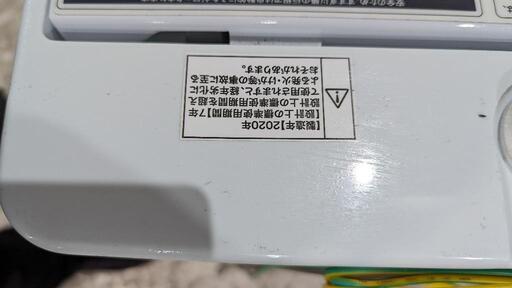 【製造年】2020年
【設計上の標準使用期間】7年
設計上の標準使用期間を超え
て使用されますと、経年劣化に
よる発火・けが等の事故に至る
おそれがあります。